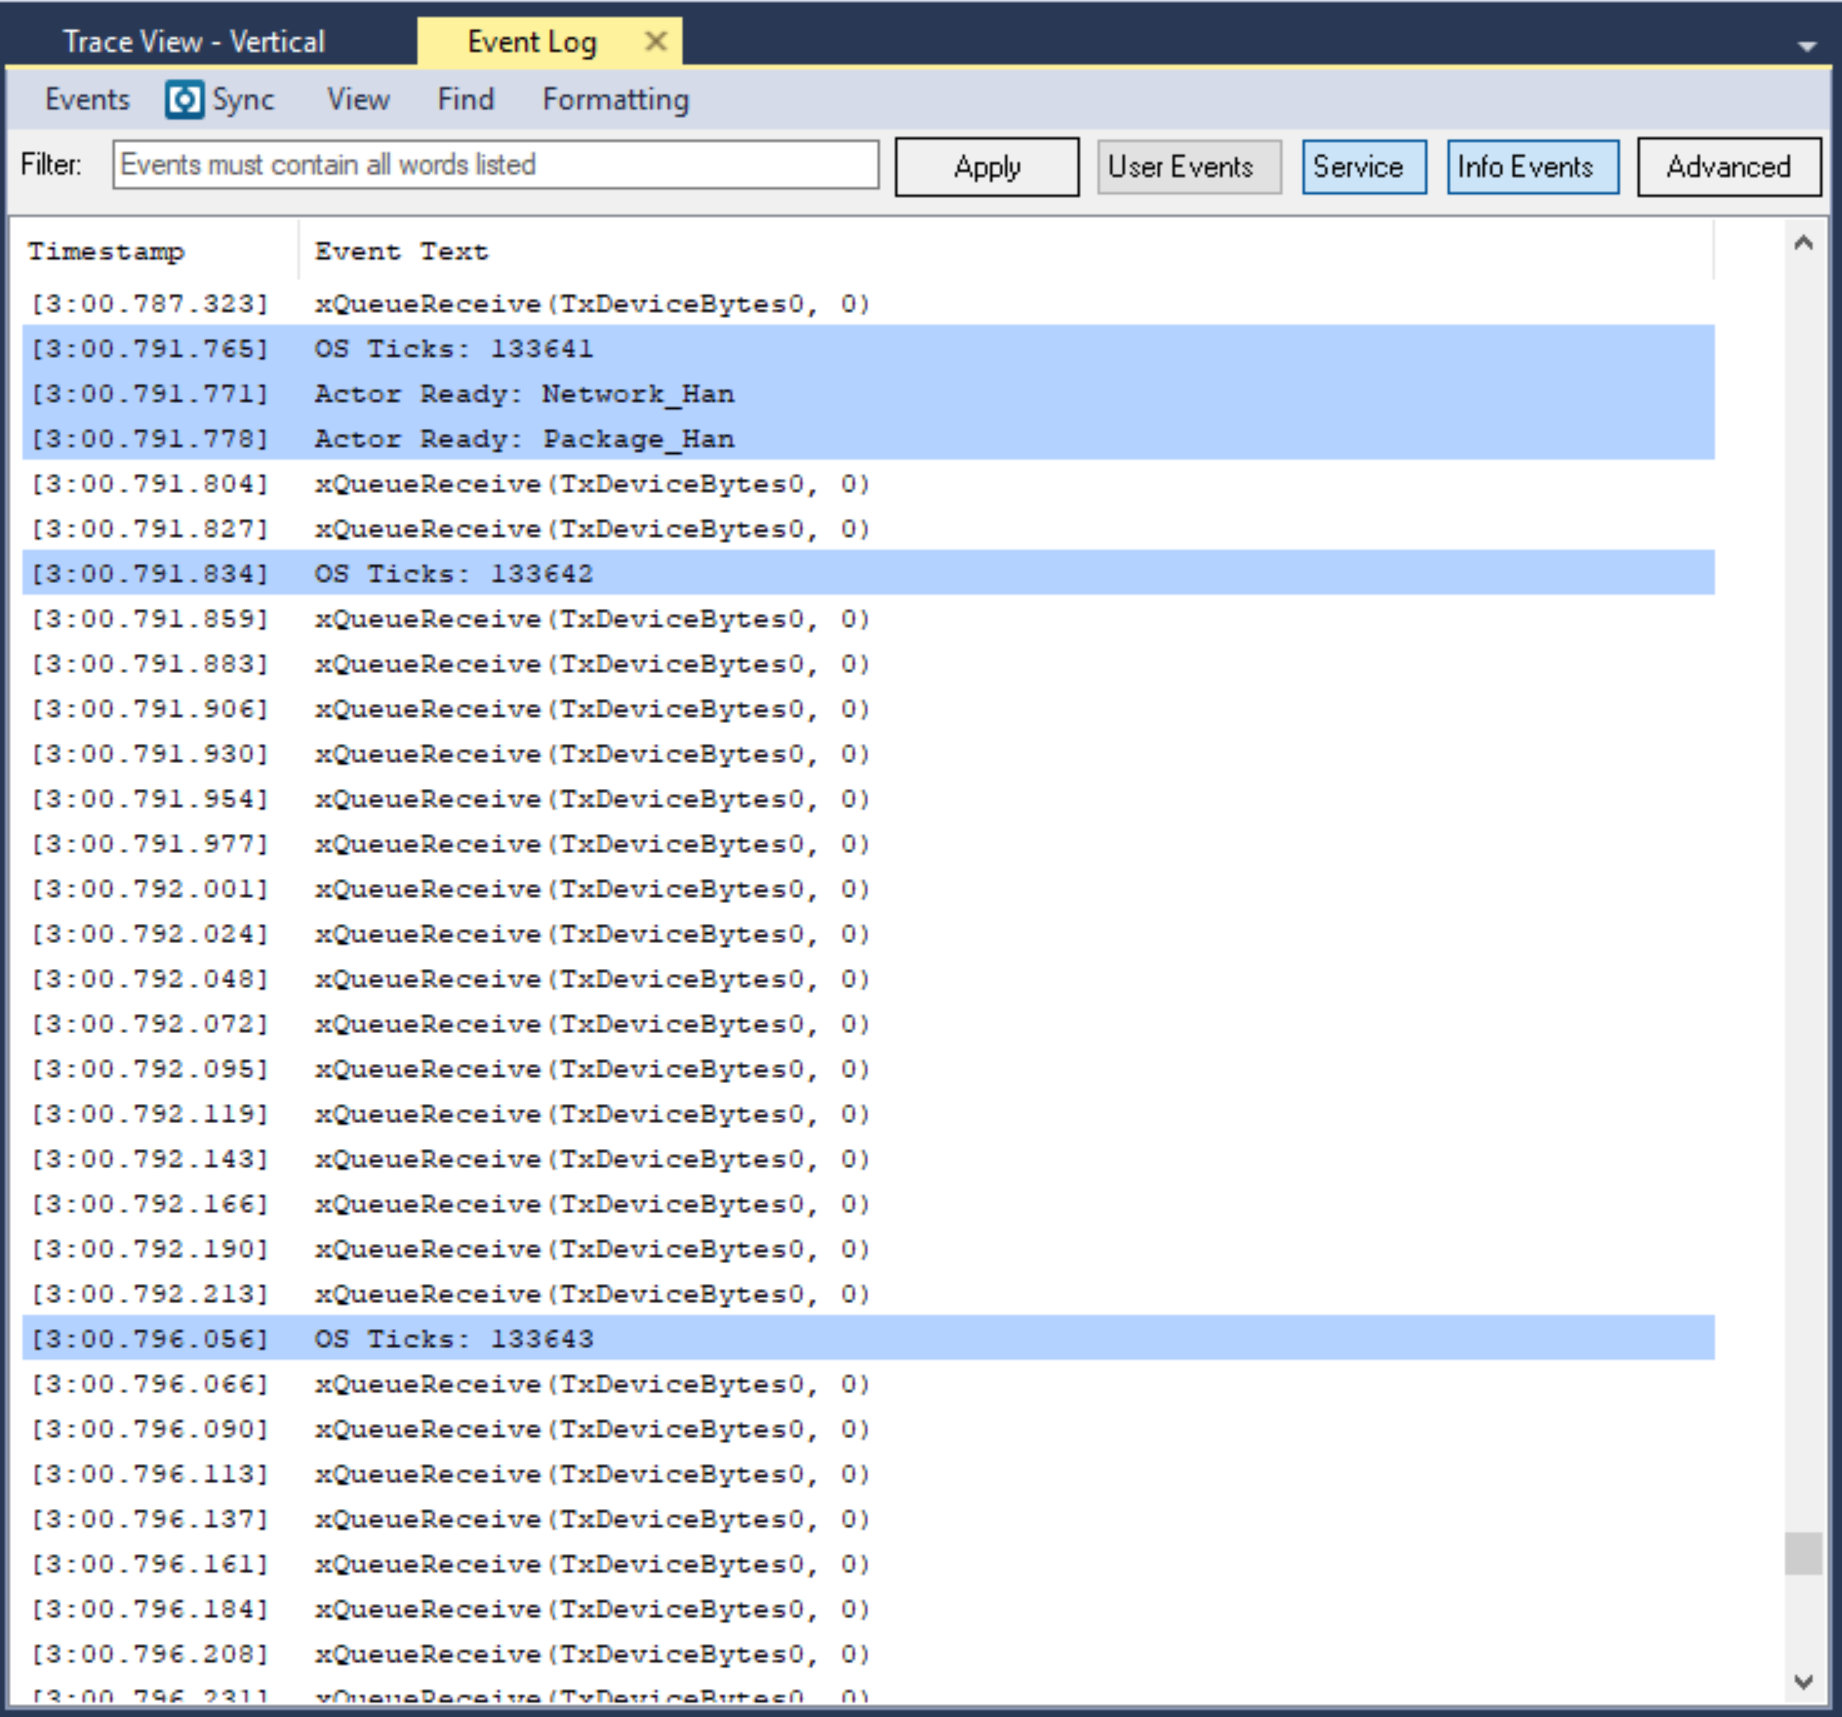 Trace View - Vertical Event Log
Events Sync View Find Formatting
Filter: Events must contain all words listed Apply User Events Service Info Events Advanced
Timestamp Event Text
[3:00.787.323] xQueueReceive(TxDeviceBytes0, 0)
[3:00.791.765] OS Ticks: 133641
[3:00.791.771] Actor Ready: Network_Han
[3:00.791.778] Actor Ready: Package_Han
[3:00.791.804] xQueueReceive(TxDeviceBytes0, 0)
[3:00.791.827] xQueueReceive(TxDeviceBytes0, 0)
[3:00.791.834] OS Ticks: 133642
[3:00.791.859] xQueueReceive(TxDeviceBytes0, 0)
[3:00.791.883] xQueueReceive(TxDeviceBytes0, 0)
[3:00.791.906] xQueueReceive(TxDeviceBytes0, 0)
[3:00.791.930] xQueueReceive(TxDeviceBytes0, 0)
[3:00.791.954] xQueueReceive(TxDeviceBytes0, 0)
[3:00.791.977] xQueueReceive(TxDeviceBytes0, 0)
[3:00.792.001] xQueueReceive(TxDeviceBytes0, 0)
[3:00.792.024] xQueueReceive(TxDeviceBytes0, 0)
[3:00.792.048] xQueueReceive(TxDeviceBytes0, 0)
[3:00.792.072] xQueueReceive(TxDeviceBytes0, 0)
[3:00.792.095] xQueueReceive(TxDeviceBytes0, 0)
[3:00.792.119] xQueueReceive(TxDeviceBytes0, 0)
[3:00.792.143] xQueueReceive(TxDeviceBytes0, 0)
[3:00.792.166] xQueueReceive(TxDeviceBytes0, 0)
[3:00.792.190] xQueueReceive(TxDeviceBytes0, 0)
[3:00.792.213] xQueueReceive(TxDeviceBytes0, 0)
[3:00.796.056] OS Ticks: 133643
[3:00.796.066] xQueueReceive(TxDeviceBytes0, 0)
[3:00.796.090] xQueueReceive(TxDeviceBytes0, 0)
[3:00.796.113] xQueueReceive(TxDeviceBytes0, 0)
[3:00.796.137] xQueueReceive(TxDeviceBytes0, 0)
[3:00.796.161] xQueueReceive(TxDeviceBytes0, 0)
[3:00.796.184] xQueueReceive(TxDeviceBytes0, 0)
[3:00.796.208] xQueueReceive(TxDeviceBytes0, 0)
[3:00.796.231] xQueueReceive(TxDeviceBytes0, 0)